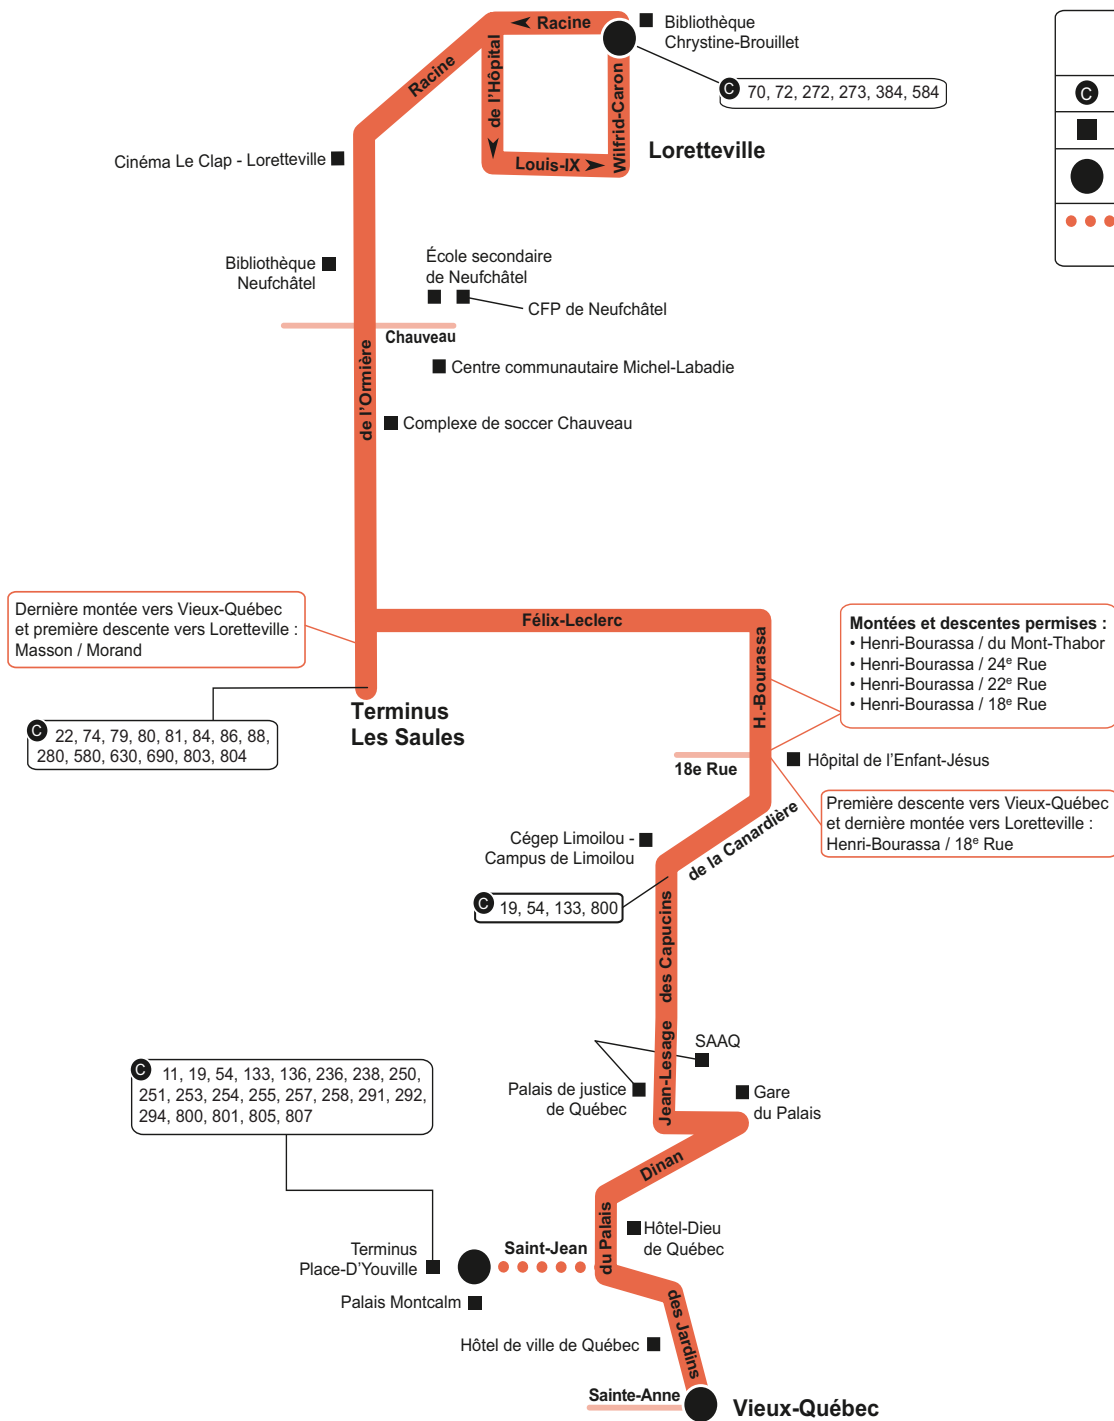 Racine
Bibliothèque
Chrystine-Brouillet
Racine
de l'Hôpital
Wilfrid-Caron
C 70, 72, 272, 273, 384, 584
C
Loretteville
Louis-IX
Cinéma Le Clap - Loretteville
Bibliothèque
Neufchâtel
École secondaire
de Neufchâtel
CFP de Neufchâtel
Chauveau
Centre communautaire Michel-Labadie
de l'Ormière
Complexe de soccer Chauveau
Dernière montée vers Vieux-Québec
et première descente vers Loretteville :
Masson / Morand
Félix-Leclerc
H.-Bourassa
Montées et descentes permises :
• Henri-Bourassa / du Mont-Thabor
• Henri-Bourassa / 24e Rue
• Henri-Bourassa / 22e Rue
• Henri-Bourassa / 18e Rue
Terminus
Les Saules
C 22, 74, 79, 80, 81, 84, 86, 88,
280, 580, 630, 690, 803, 804
18e Rue
Hôpital de l'Enfant-Jésus
Première descente vers Vieux-Québec
et dernière montée vers Loretteville :
Henri-Bourassa / 18e Rue
de la Canardière
Cégep Limoilou -
Campus de Limoilou
C 19, 54, 133, 800
des Capucins
Jean-Lesage
SAAQ
Palais de justice
de Québec
Gare
du Palais
C 11, 19, 54, 133, 136, 236, 238, 250,
251, 253, 254, 255, 257, 258, 291, 292,
294, 800, 801, 805, 807
Dinan
du Palais
Hôtel-Dieu
de Québec
Saint-Jean
Terminus
Place-D'Youville
Palais Montcalm
des Jardins
Hôtel de ville de Québec
Sainte-Anne
Vieux-Québec